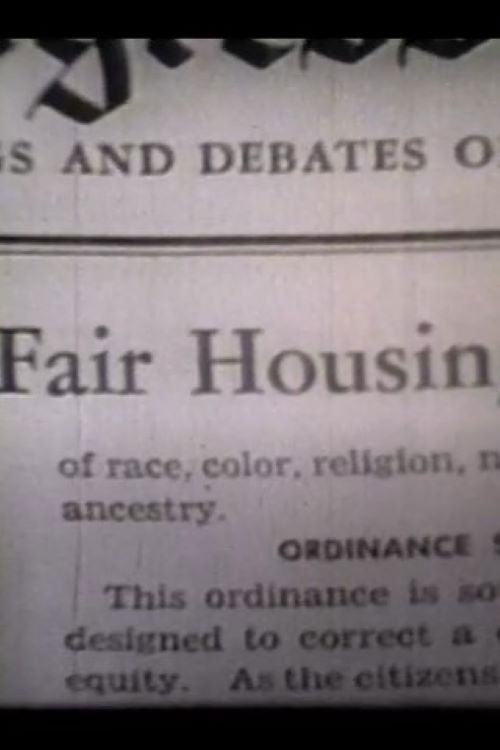 GS AND DEBATES O
Fair Housin
of race, color, religion, n
ancestry.
ORDINANCE S
This ordinance is so
designed to correct a
equity. As the citizens